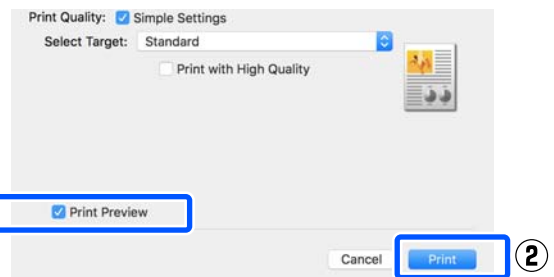 Print Quality: Simple Settings
Select Target: Standard
Print with High Quality
Print Preview
Cancel Print ②